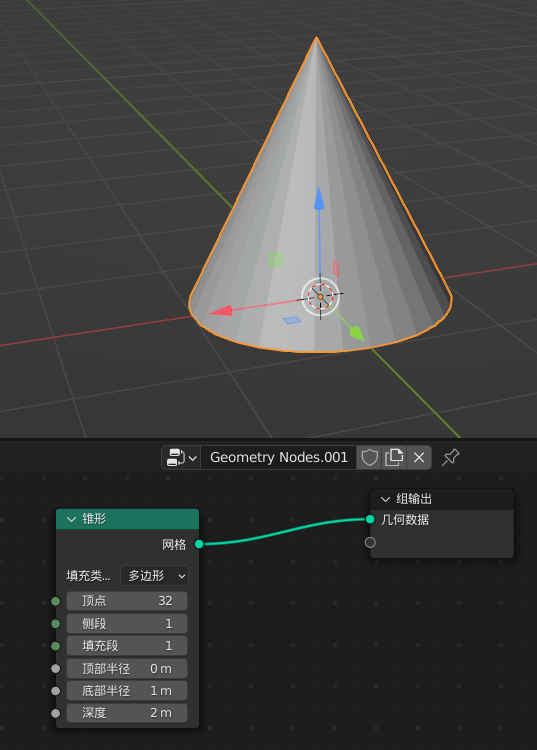 Geometry Nodes.001
组输出
几何数据
锥形
网格
填充类... 多边形
顶点 32
侧段 1
填充段 1
顶部半径 0 m
底部半径 1 m
深度 2 m